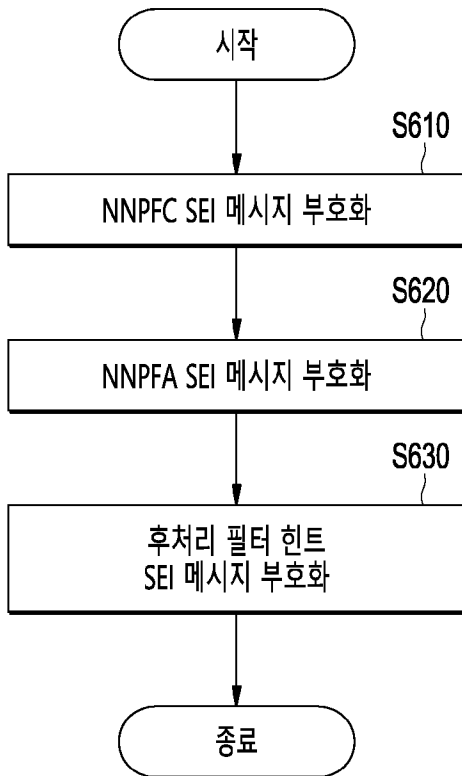 시작
S610
NNPFC SEI 메시지 부호화
S620
NNPFA SEI 메시지 부호화
S630
후처리 필터 힌트
SEI 메시지 부호화
종료